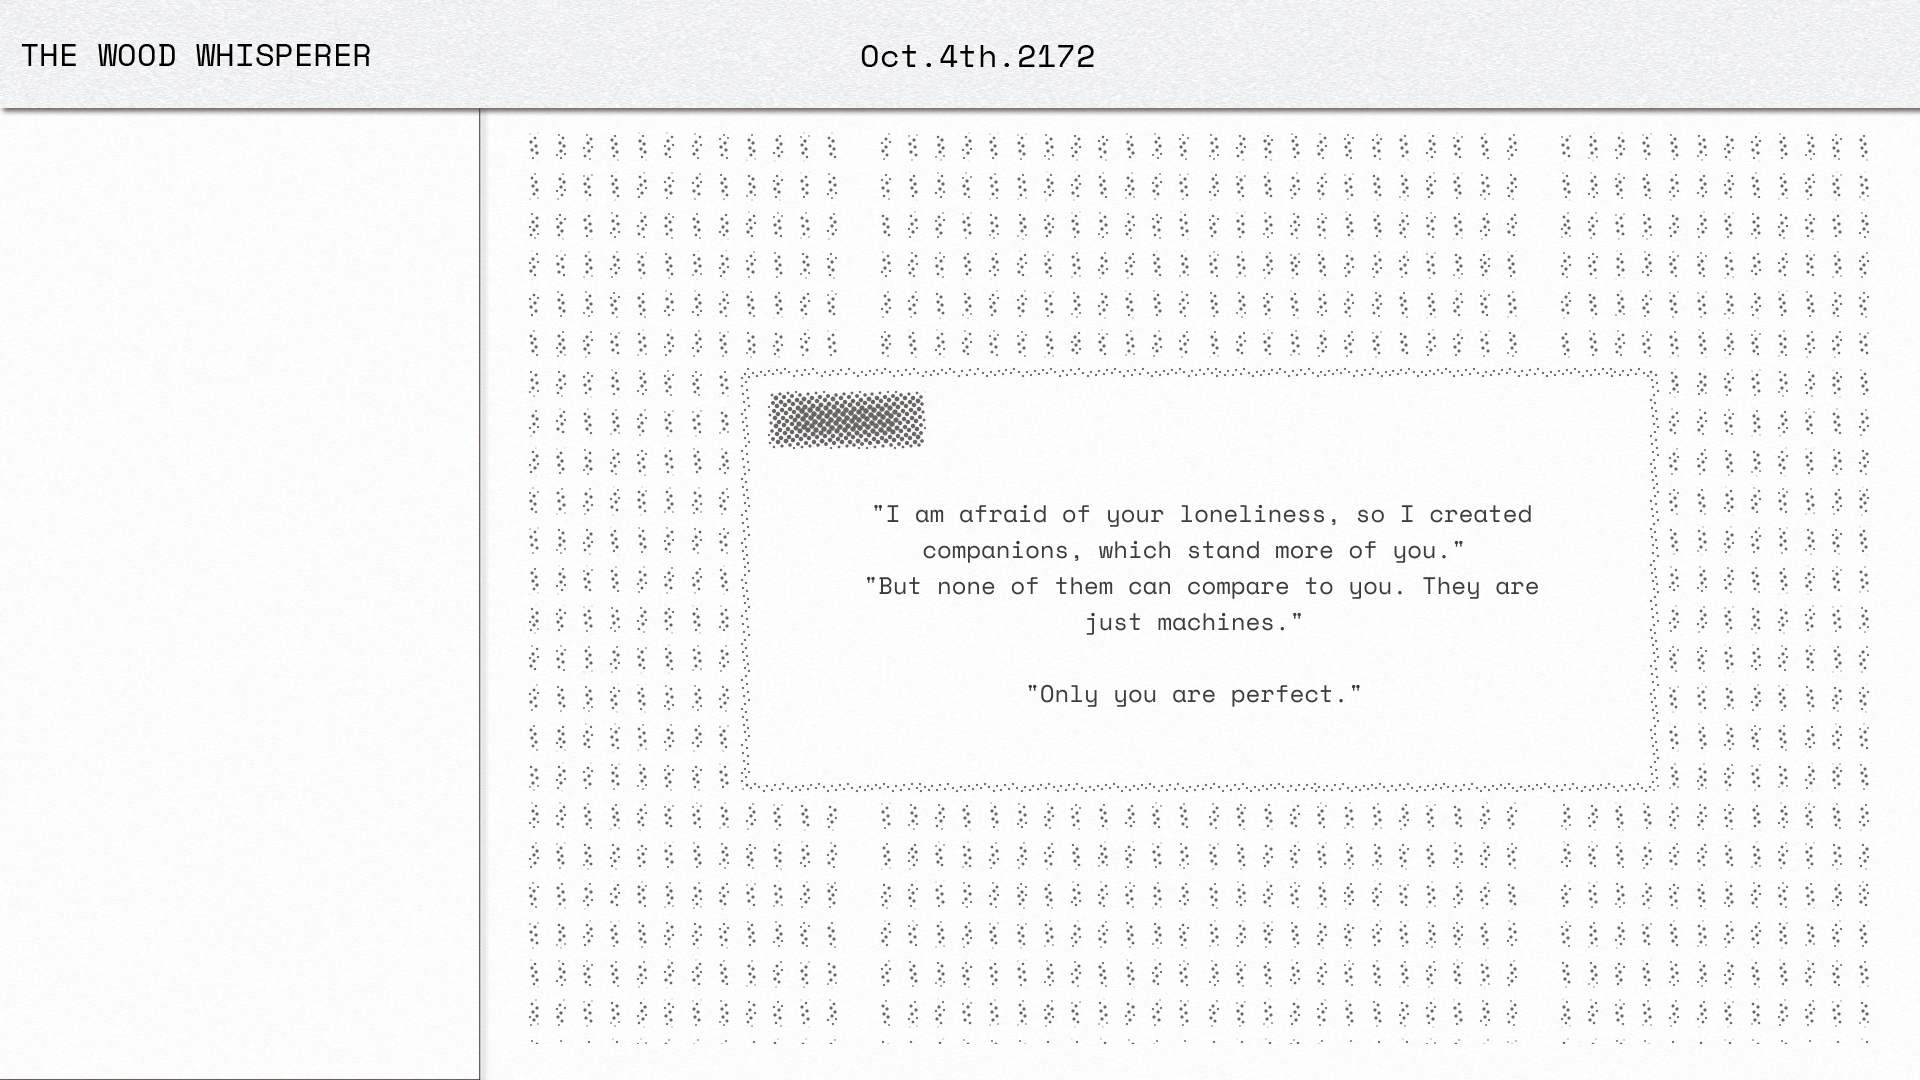 THE WOOD WHISPERER
Oct.4th.2172
"I am afraid of your loneliness, so I created
companions, which stand more of you."
"But none of them can compare to you. They are
just machines."
"Only you are perfect."